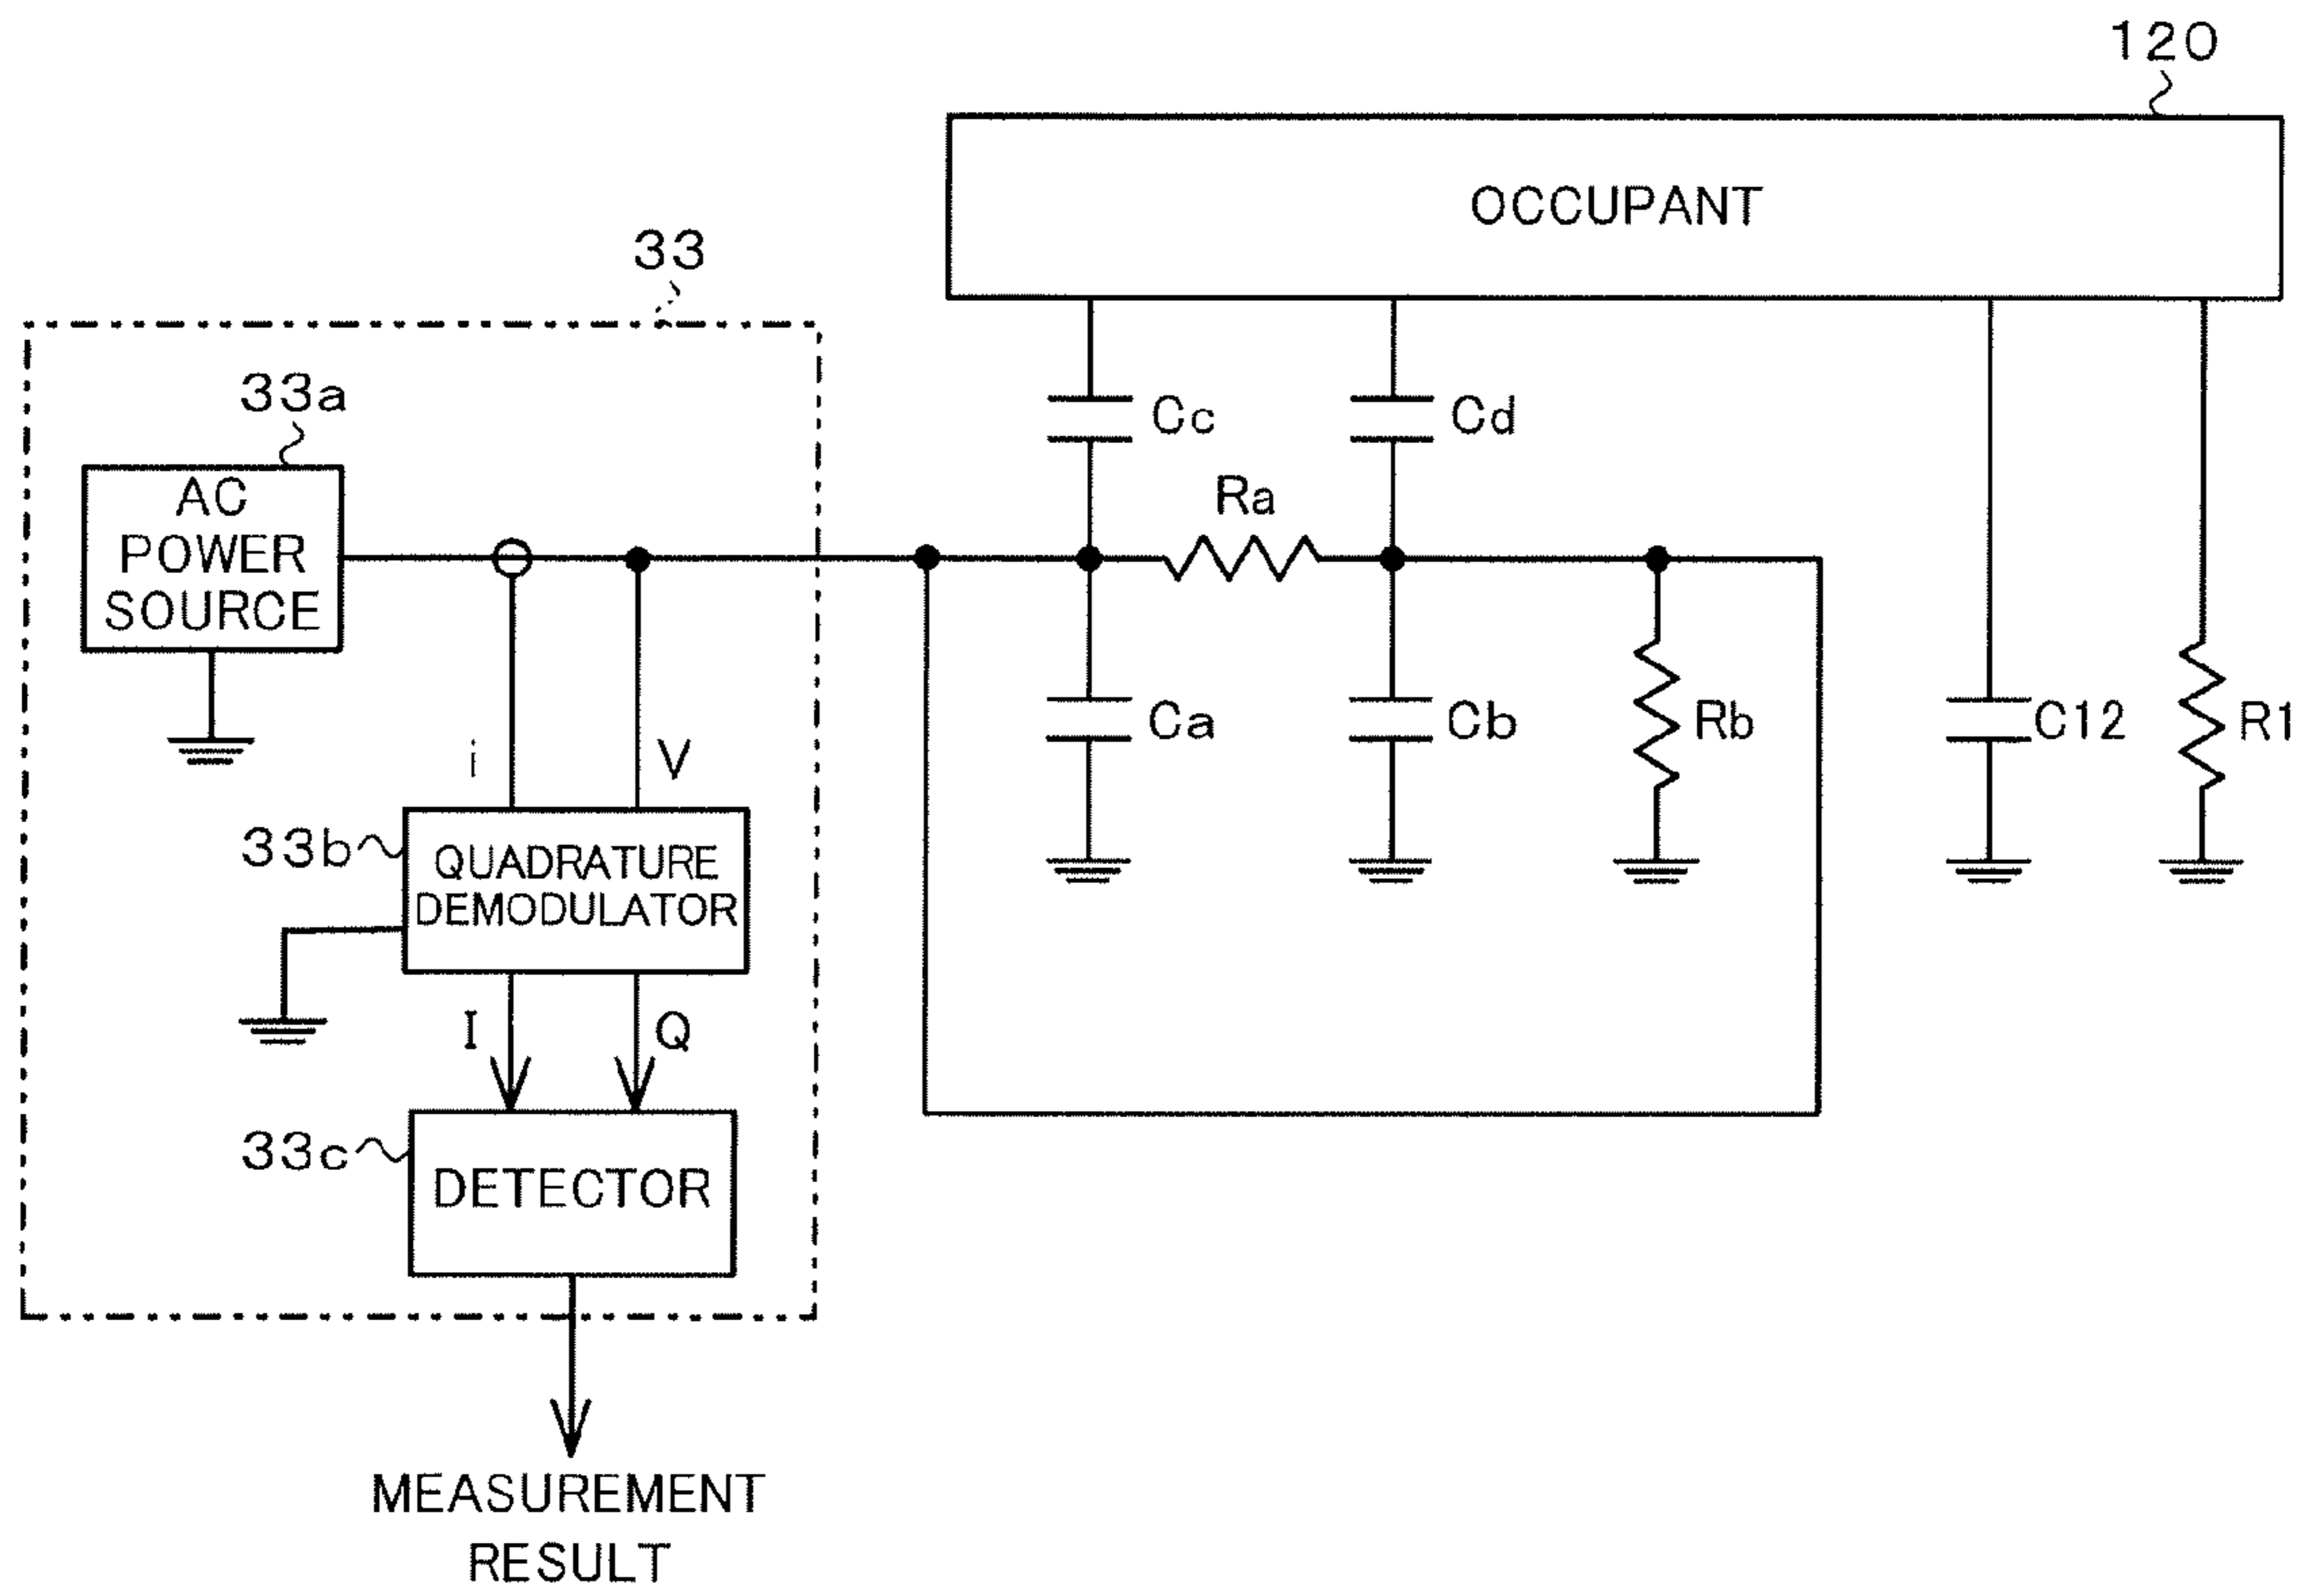 120
OCCUPANT
33
33a
AC
POWER
SOURCE
Cc
Cd
Ra
Ca
Cb
Rb
C12
R1
i
V
33b
QUADRATURE
DEMODULATOR
I
Q
33c
DETECTOR
MEASUREMENT
RESULT